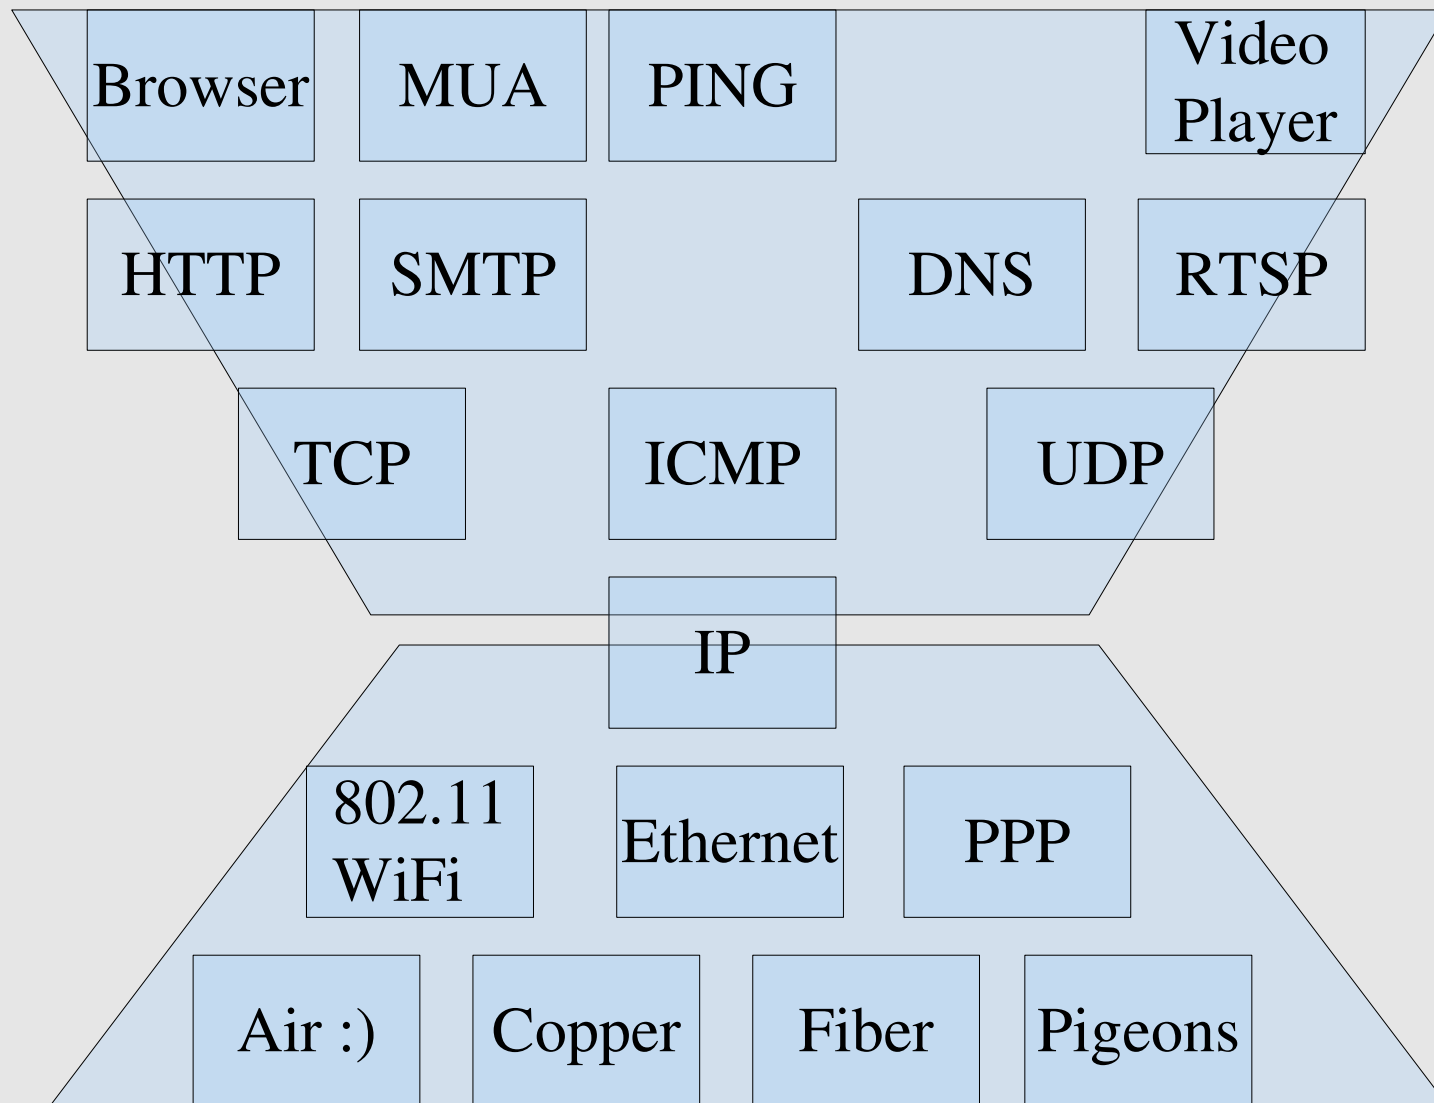 Browser
MUA
PING
Video
Player
HTTP
SMTP
DNS
RTSP
TCP
ICMP
UDP
IP
802.11
WiFi
Ethernet
PPP
Air :)
Copper
Fiber
Pigeons